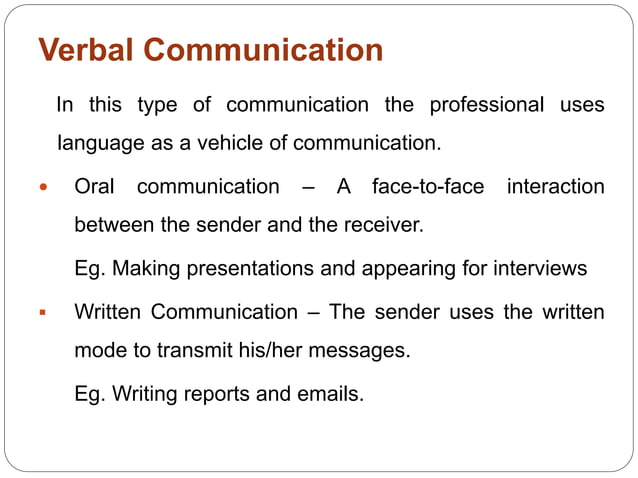 Verbal Communication
In this type of communication the professional uses
language as a vehicle of communication.
• Oral communication – A face-to-face interaction
between the sender and the receiver.
Eg. Making presentations and appearing for interviews
▪ Written Communication – The sender uses the written
mode to transmit his/her messages.
Eg. Writing reports and emails.